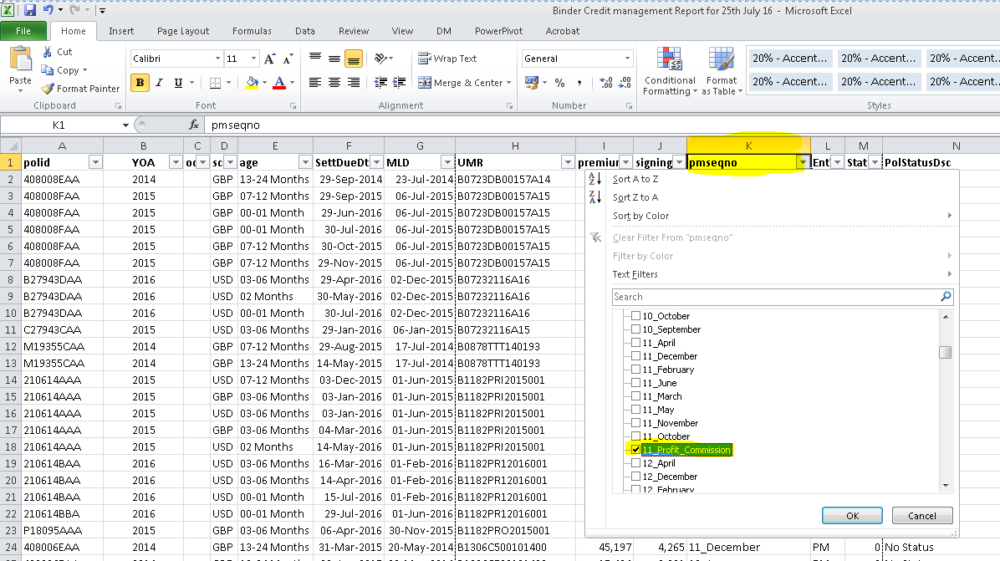 Binder Credit management Report for 25th July 16 - Microsoft Excel
File Home Insert Page Layout Formulas Data Review View DM PowerPivot Acrobat
Paste Cut Copy Format Painter
Calibri 11 Wrap Text General
B I U Merge & Center % , Conditional Formatting Format as Table
20% - Accent... 20% - Accent... 20% - Accent...
20% - Accent... 20% - Accent... 20% - Accent...
Clipboard Font Alignment Number Styles
K1 fx pmseqno
A B C D E F G H I J K L M N
1 polid YOA sc age SettDueDt MLD UMR premium signing pmseqno Ent Stat PolStatusDsc
2 408008EAA 2014 GBP 13-24 Months 29-Sep-2014 23-Jul-2014 B0723DB00157A14
3 408008FAA 2015 GBP 07-12 Months 29-Sep-2015 06-Jul-2015 B0723DB00157A15
4 408008FAA 2015 GBP 00-01 Month 29-Jun-2016 06-Jul-2015 B0723DB00157A15
5 408008FAA 2015 GBP 00-01 Month 30-Jul-2016 06-Jul-2015 B0723DB00157A15
6 408008FAA 2015 GBP 07-12 Months 30-Oct-2015 06-Jul-2015 B0723DB00157A15
7 408008FAA 2015 GBP 07-12 Months 29-Nov-2015 06-Jul-2015 B0723DB00157A15
8 B27943DAA 2016 USD 03-06 Months 29-Apr-2016 02-Dec-2015 B07232116A16
9 B27943DAA 2016 USD 02 Months 30-May-2016 02-Dec-2015 B07232116A16
10 B27943DAA 2016 USD 00-01 Month 30-Jul-2016 02-Dec-2015 B07232116A16
11 C27943CAA 2015 USD 03-06 Months 29-Jan-2016 06-Jan-2015 B07232116A15
12 M19355CAA 2014 GBP 07-12 Months 29-Aug-2015 17-Jul-2014 B0878TTT140193
13 M19355CAA 2014 GBP 13-24 Months 14-May-2015 17-Jul-2014 B0878TTT140193
14 210614AAA 2015 USD 07-12 Months 03-Dec-2015 01-Jun-2015 B1182PRI2015001
15 210614AAA 2015 GBP 03-06 Months 03-Jan-2016 01-Jun-2015 B1182PRI2015001
16 210614AAA 2015 USD 03-06 Months 03-Jan-2016 01-Jun-2015 B1182PRI2015001
17 210614AAA 2015 GBP 03-06 Months 04-Mar-2016 01-Jun-2015 B1182PRI2015001
18 210614AAA 2015 USD 02 Months 14-May-2016 01-Jun-2015 B1182PRI2015001
19 210614BAA 2016 GBP 03-06 Months 16-Mar-2016 01-Feb-2016 B1182PR12016001
20 210614BAA 2016 USD 03-06 Months 14-Apr-2016 01-Feb-2016 B1182PR12016001
21 210614BBA 2016 USD 00-01 Month 15-Jul-2016 01-Feb-2016 B1182PR12016001
22 210614BBA 2016 USD 00-01 Month 29-Jul-2016 01-Jun-2016 B1182PR12016001
23 P18095AAA 2015 GBP 03-06 Months 06-Apr-2016 30-Nov-2015 B1182PRO2015001
24 408006EAA 2014 GBP 13-24 Months 31-Mar-2015 20-May-2014 B1306C500101400 45,197 4,265 11_December PM 0 No Status
Sort A to Z
Sort Z to A
Sort by Color
Clear Filter From "pmseqno"
Filter by Color
Text Filters
Search
10_October
10_September
11_April
11_December
11_February
11_June
11_March
11_May
11_November
11_October
11_Profit_Commission
12_April
12_December
12_February
OK Cancel